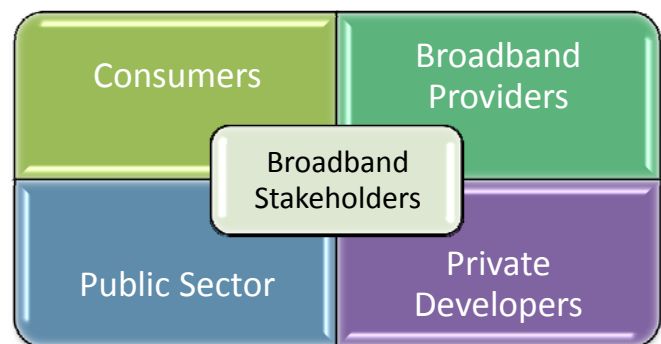 Consumers
Broadband
Providers
Broadband
Stakeholders
Public Sector
Private
Developers